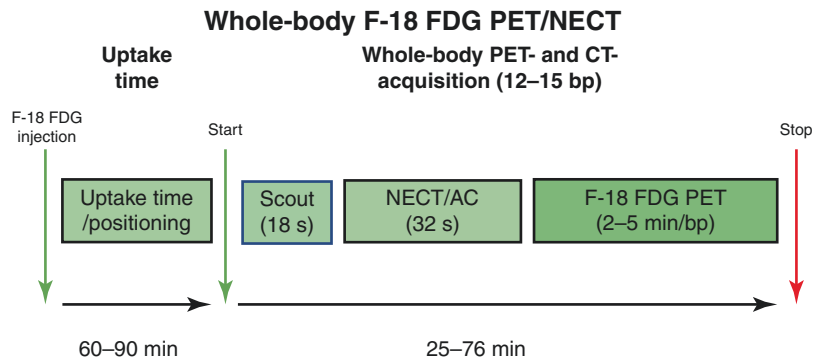 Whole-body F-18 FDG PET/NECT
Uptake
time
Whole-body PET- and CT-
acquisition (12–15 bp)
F-18 FDG
injection
Start
Stop
Uptake time
/positioning
Scout
(18 s)
NECT/AC
(32 s)
F-18 FDG PET
(2–5 min/bp)
60–90 min
25–76 min